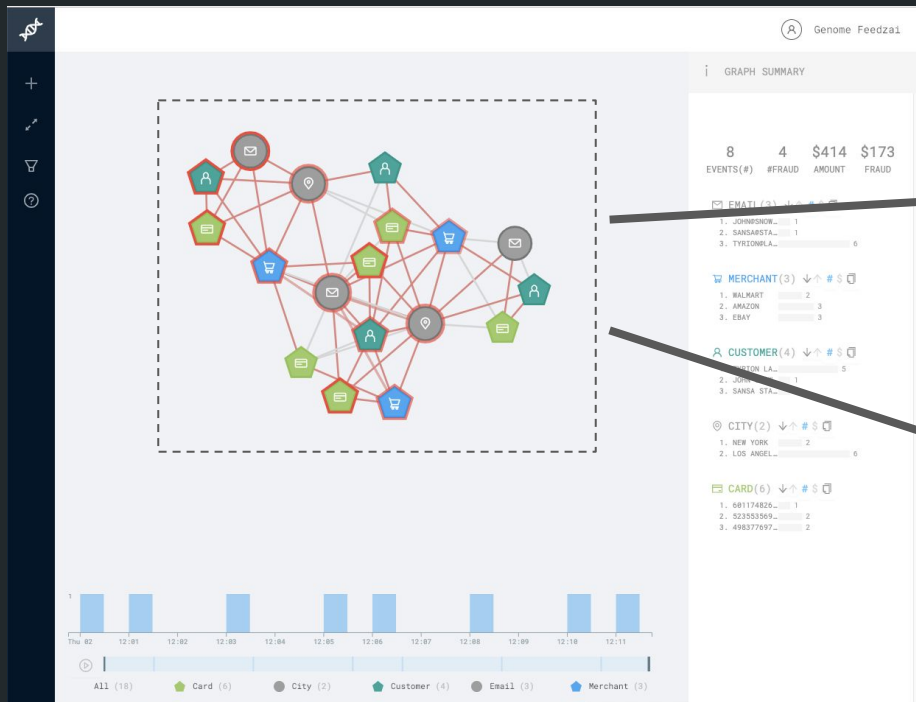 Genome Feedzai
i GRAPH SUMMARY
8 4 $414 $173
EVENTS(#) #FRAUD AMOUNT FRAUD
EMAIL(3) # $
1. JOHN@SNOW… 1
2. SANSA@STA… 1
3. TYRION@LA… 6
MERCHANT(3) ↓↑ # $
1. WALMART 2
2. AMAZON 3
3. EBAY 3
CUSTOMER(4) ↓↑ # $
LA… 5
2. JOHN 1
3. SANSA STA…
CITY(2) ↓↑ # $
1. NEW YORK 2
2. LOS ANGEL… 6
CARD(6) ↓↑ # $
1. 601174826… 1
2. 523553569… 2
3. 498377697… 2
1
Thu 02 12:01 12:02 12:03 12:04 12:05 12:06 12:07 12:08 12:09 12:10 12:11
All (18) Card (6) City (2) Customer (4) Email (3) Merchant (3)